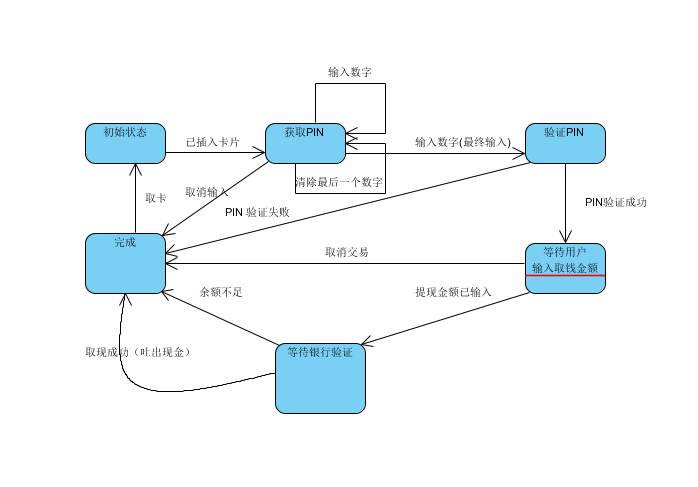 输入数字
初始状态
获取PIN
验证PIN
已插入卡片
输入数字(最终输入)
清除最后一个数字
取卡
取消输入
PIN 验证失败
PIN验证成功
完成
取消交易
等待用户
输入取钱金额
余额不足
提现金额已输入
取现成功（吐出现金）
等待银行验证